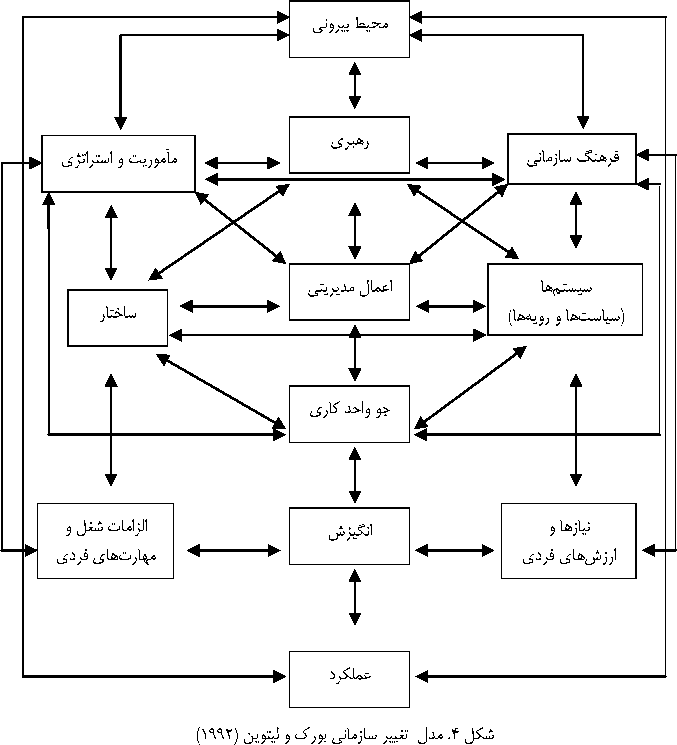 محیط بیرونی
رهبری
فرهنگ سازمانی
مأموریت و استراتژی
اعمال مدیریتی
سیستم‌ها
(سیاست‌ها و رویه‌ها)
ساختار
جو واحد کاری
نیازها و
ارزش‌های فردی
انگیزش
الزامات شغل و
مهارت‌های فردی
عملکرد
شکل ۴. مدل تغییر سازمانی بورک و لیتوین (۱۹۹۲)